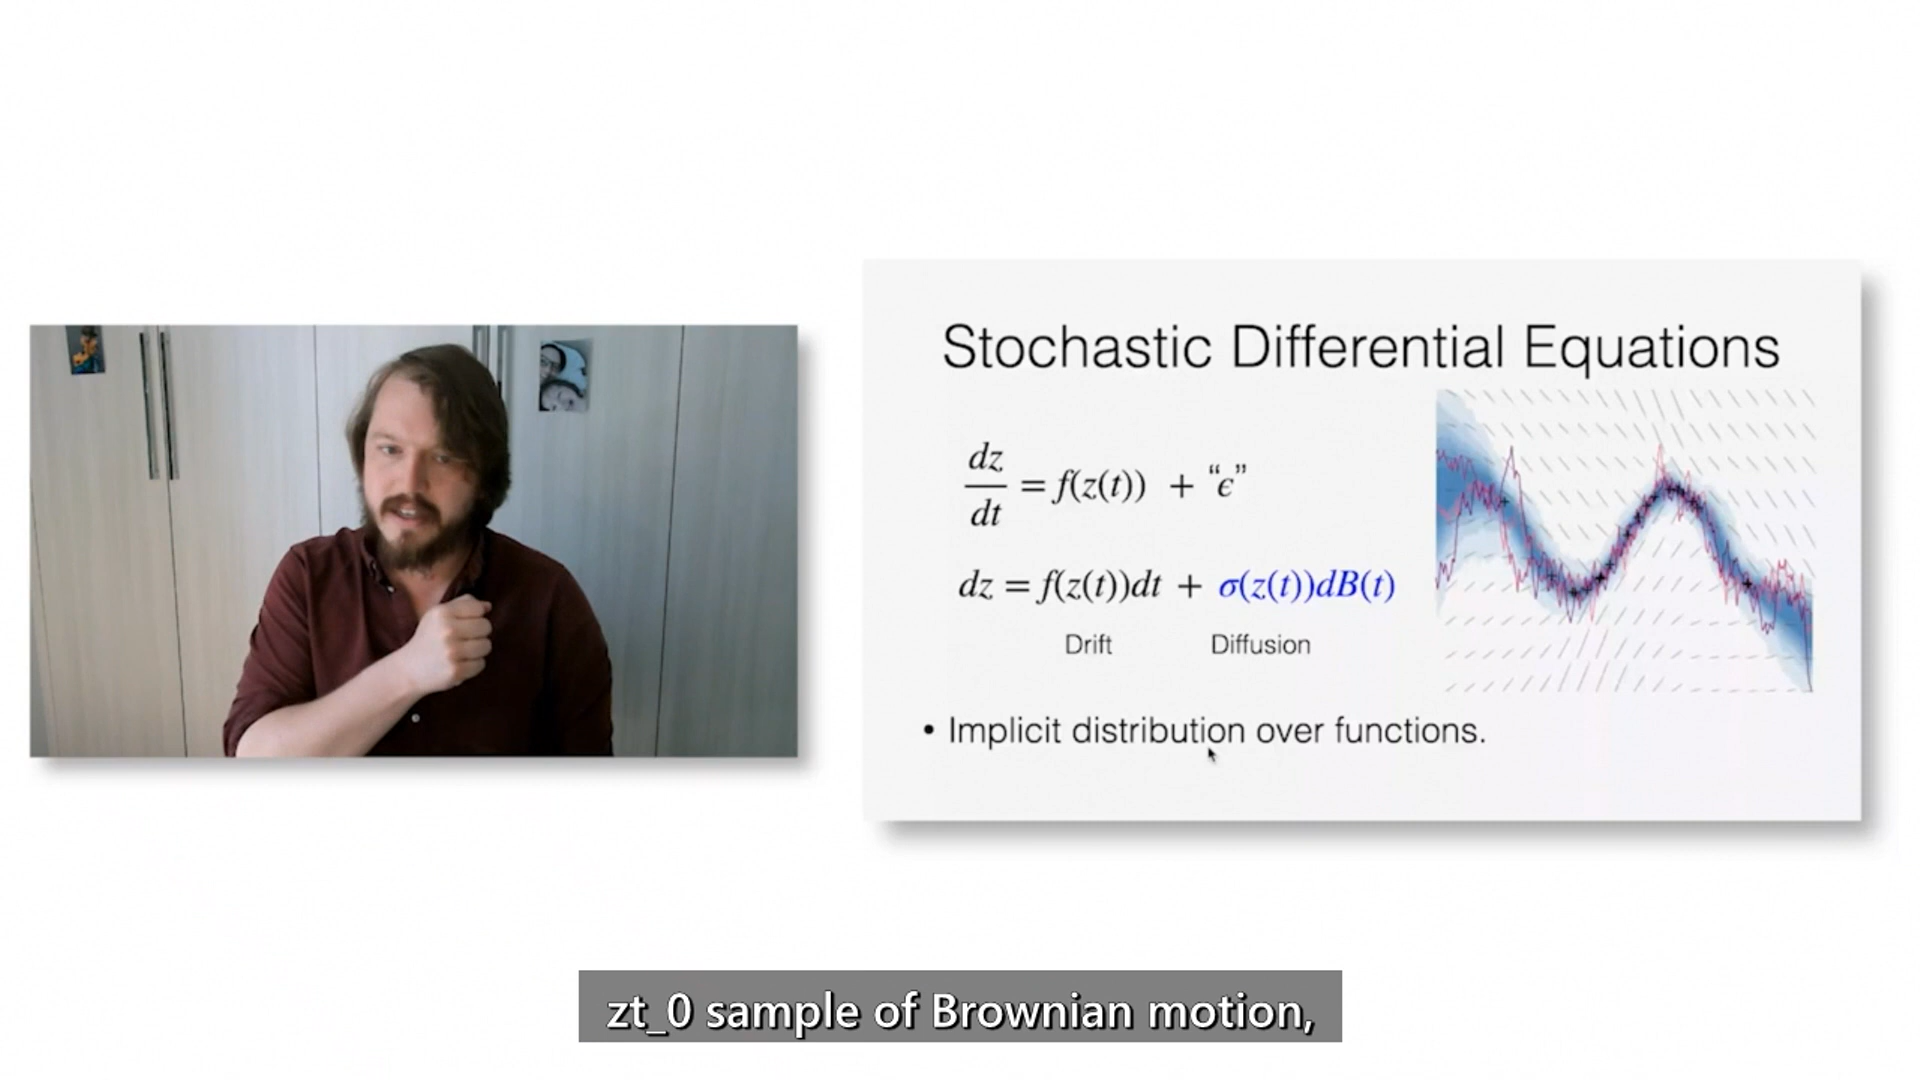 Stochastic Differential Equations
dz/dt = f(z(t)) + “ϵ”
dz = f(z(t))dt + σ(z(t))dB(t)
Drift Diffusion
• Implicit distribution over functions.
zt_0 sample of Brownian motion,